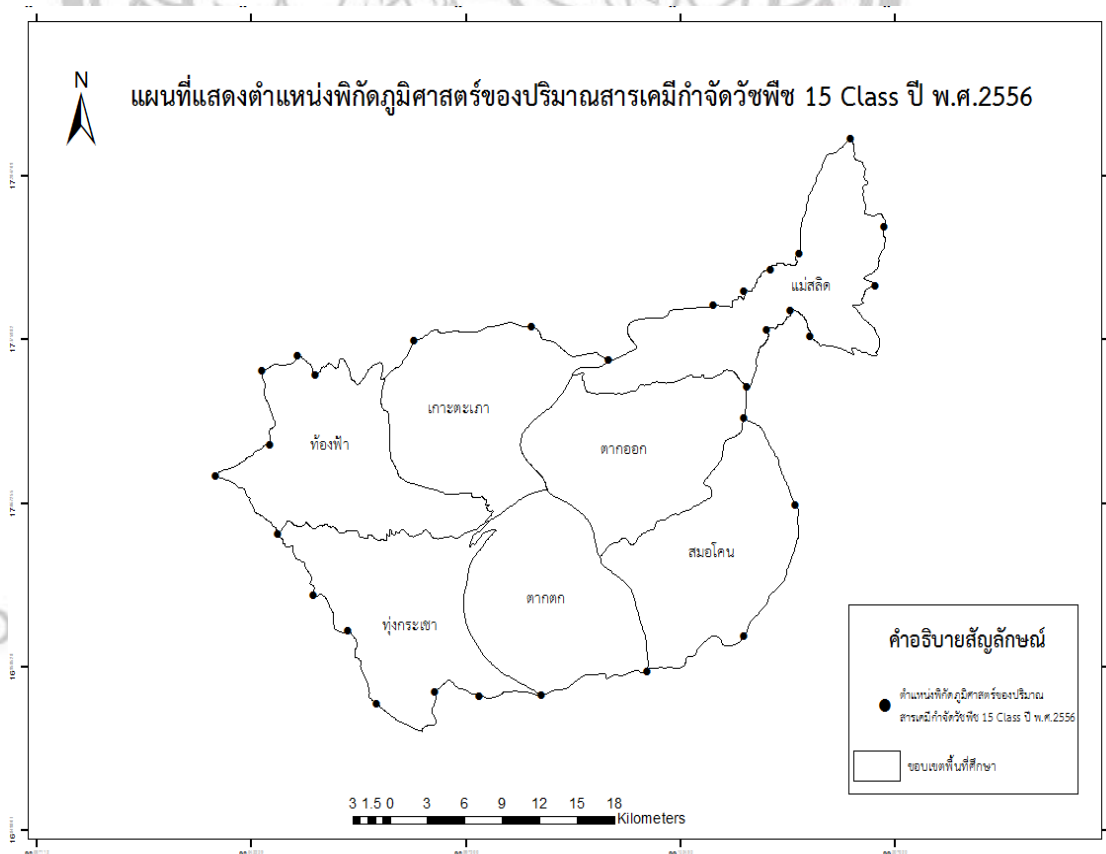 N
แผนที่แสดงตำแหน่งพิกัดภูมิศาสตร์ของปริมาณสารเคมีกำจัดวัชพืช 15 Class ปี พ.ศ.2556
แม่สลิด
เกาะตะเภา
ท้องฟ้า
ตากออก
สมอโคน
ตากตก
ทุ่งกระเชา
คำอธิบายสัญลักษณ์
ตำแหน่งพิกัดภูมิศาสตร์ของปริมาณ
สารเคมีกำจัดวัชพืช 15 Class ปี พ.ศ.2556
ขอบเขตพื้นที่ศึกษา
3 1.5 0 3 6 9 12 15 18
Kilometers